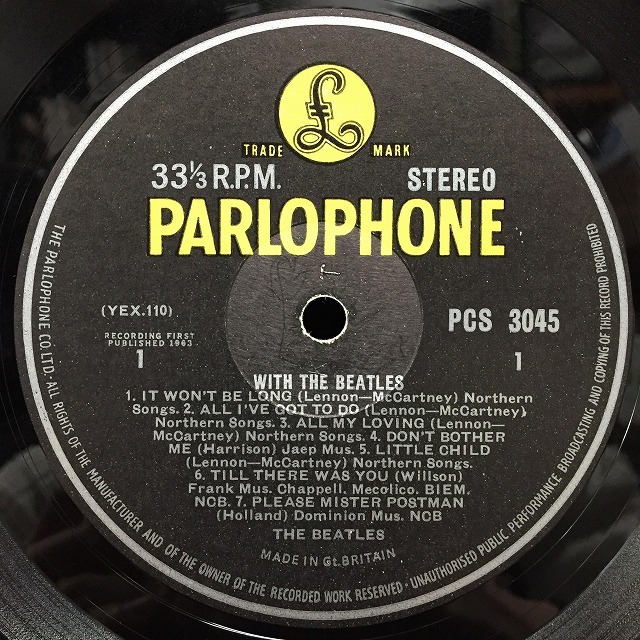 £
TRADE MARK
33⅓ R.P.M. STEREO
PARLOPHONE
(YEX.110) PCS 3045
RECORDING FIRST
PUBLISHED 1963
1 1
WITH THE BEATLES
1. IT WON'T BE LONG (Lennon—McCartney) Northern
Songs. 2. ALL I'VE GOT TO DO (Lennon—McCartney)
Northern Songs. 3. ALL MY LOVING (Lennon—
McCartney) Northern Songs. 4. DON'T BOTHER
ME (Harrison) Jaep Mus. 5. LITTLE CHILD
(Lennon—McCartney) Northern Songs.
6. TILL THERE WAS YOU (Willson)
Frank Mus. Chappell. Mecolico. BIEM.
NCB. 7. PLEASE MISTER POSTMAN
(Holland) Dominion Mus. NCB
THE BEATLES
MADE IN Gt. BRITAIN
THE PARLOPHONE CO. LTD. · ALL RIGHTS OF THE MANUFACTURER AND OF THE OWNER OF THE RECORDED WORK RESERVED · UNAUTHORISED PUBLIC PERFORMANCE BROADCASTING AND COPYING OF THIS RECORD PROHIBITED